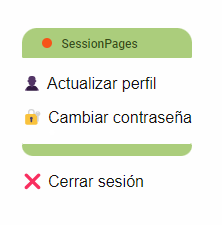 SessionPages
Actualizar perfil
Cambiar contraseña
Cerrar sesión